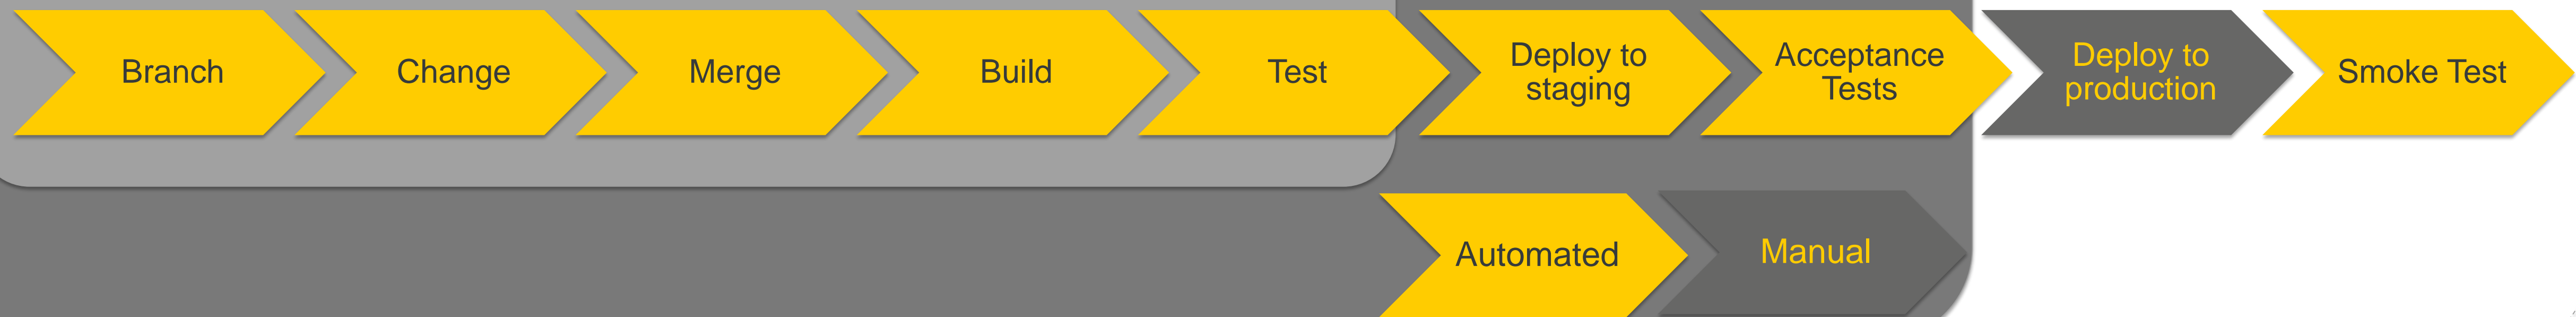 Branch
Change
Merge
Build
Test
Deploy to
staging
Acceptance
Tests
Deploy to
production
Smoke Test
Automated
Manual